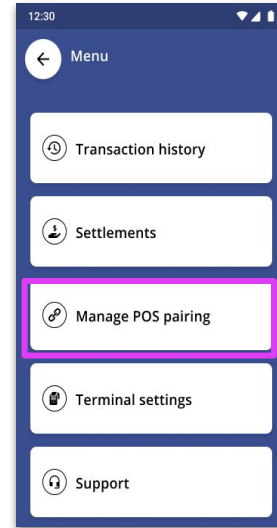 12:30
Menu
Transaction history
Settlements
Manage POS pairing
Terminal settings
Support